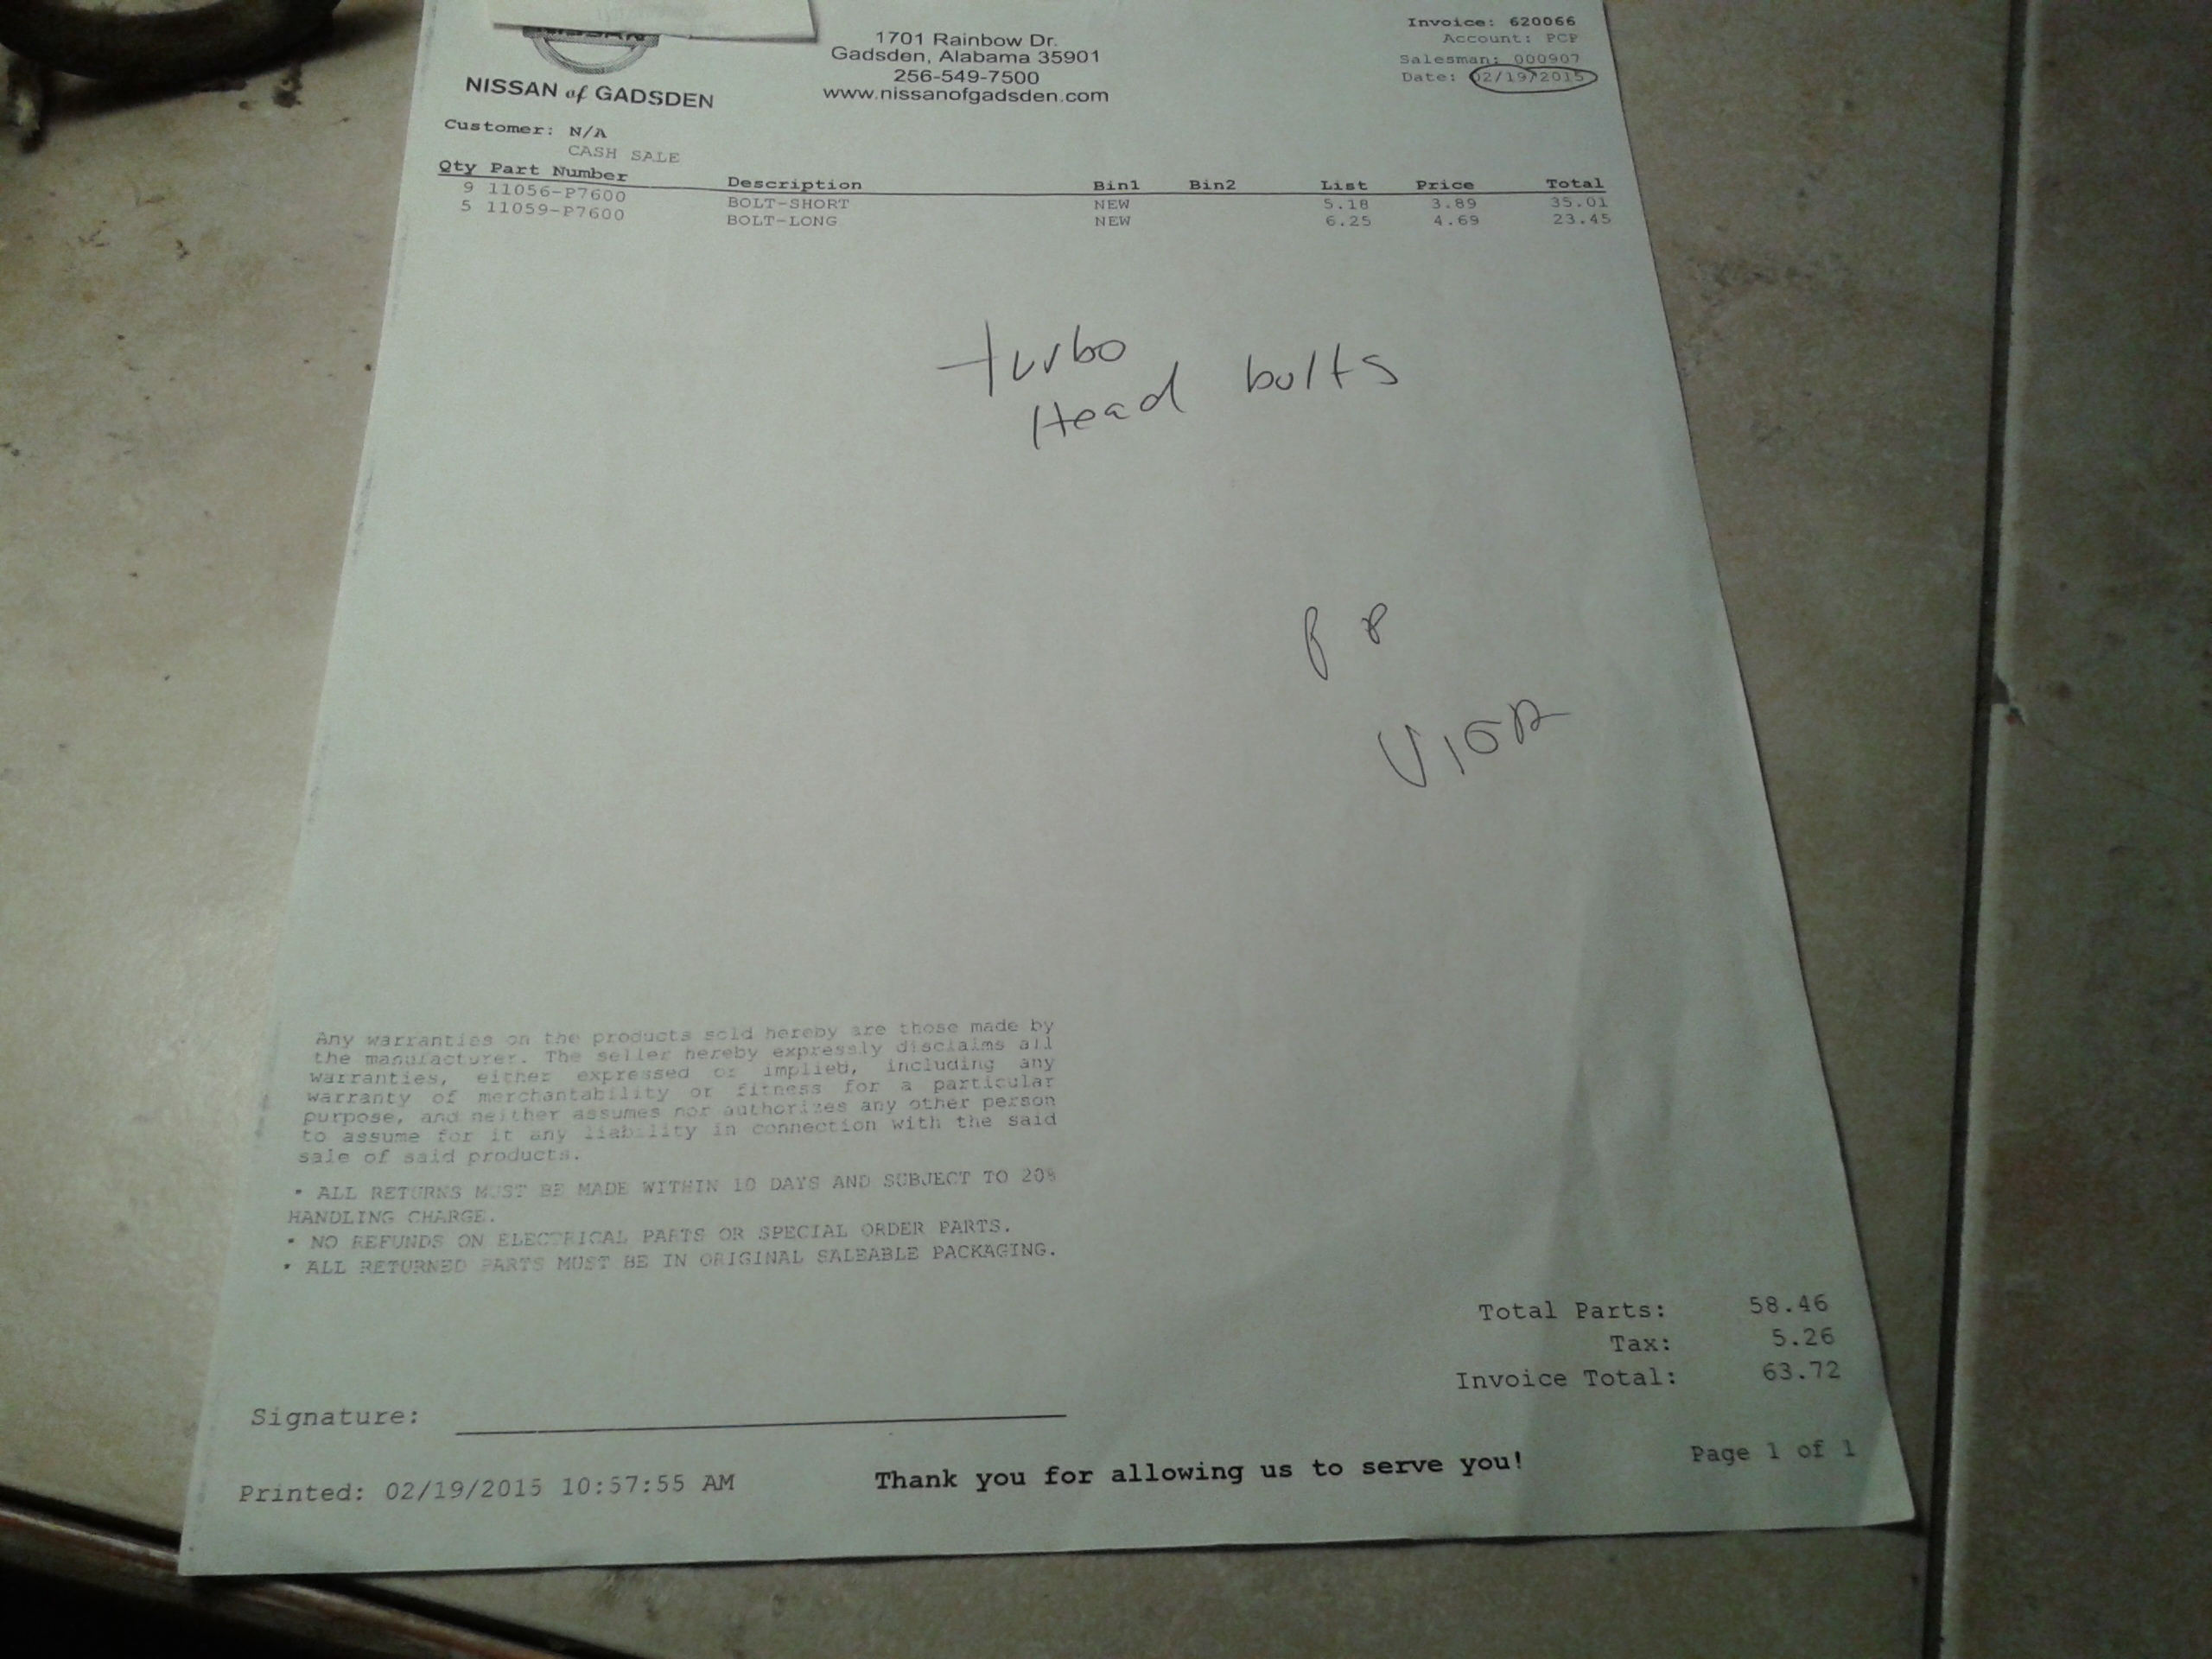 1701 Rainbow Dr.
Gadsden, Alabama 35901
256-549-7500
www.nissanofgadsden.com
NISSAN of GADSDEN
Invoice: 620066
Account: PCP
Salesman: 000907
Date: 02/19/2015
Customer: N/A
CASH SALE
Qty Part Number Description Bin1 Bin2 List Price Total
9 11056-P7600 BOLT-SHORT NEW 5.18 3.89 35.01
5 11059-P7600 BOLT-LONG NEW 6.25 4.69 23.45
turbo
Head bolts
Any warranties on the products sold hereby are those made by
the manufacturer. The seller hereby expressly disclaims all
warranties, either expressed or implied, including any
warranty of merchantability or fitness for a particular
purpose, and neither assumes nor authorizes any other person
to assume for it any liability in connection with the said
sale of said products.
* ALL RETURNS MUST BE MADE WITHIN 10 DAYS AND SUBJECT TO 20%
HANDLING CHARGE.
* NO REFUNDS ON ELECTRICAL PARTS OR SPECIAL ORDER PARTS.
* ALL RETURNED PARTS MUST BE IN ORIGINAL SALEABLE PACKAGING.
Total Parts: 58.46
Tax: 5.26
Invoice Total: 63.72
Signature:
Printed: 02/19/2015 10:57:55 AM
Thank you for allowing us to serve you!
Page 1 of 1